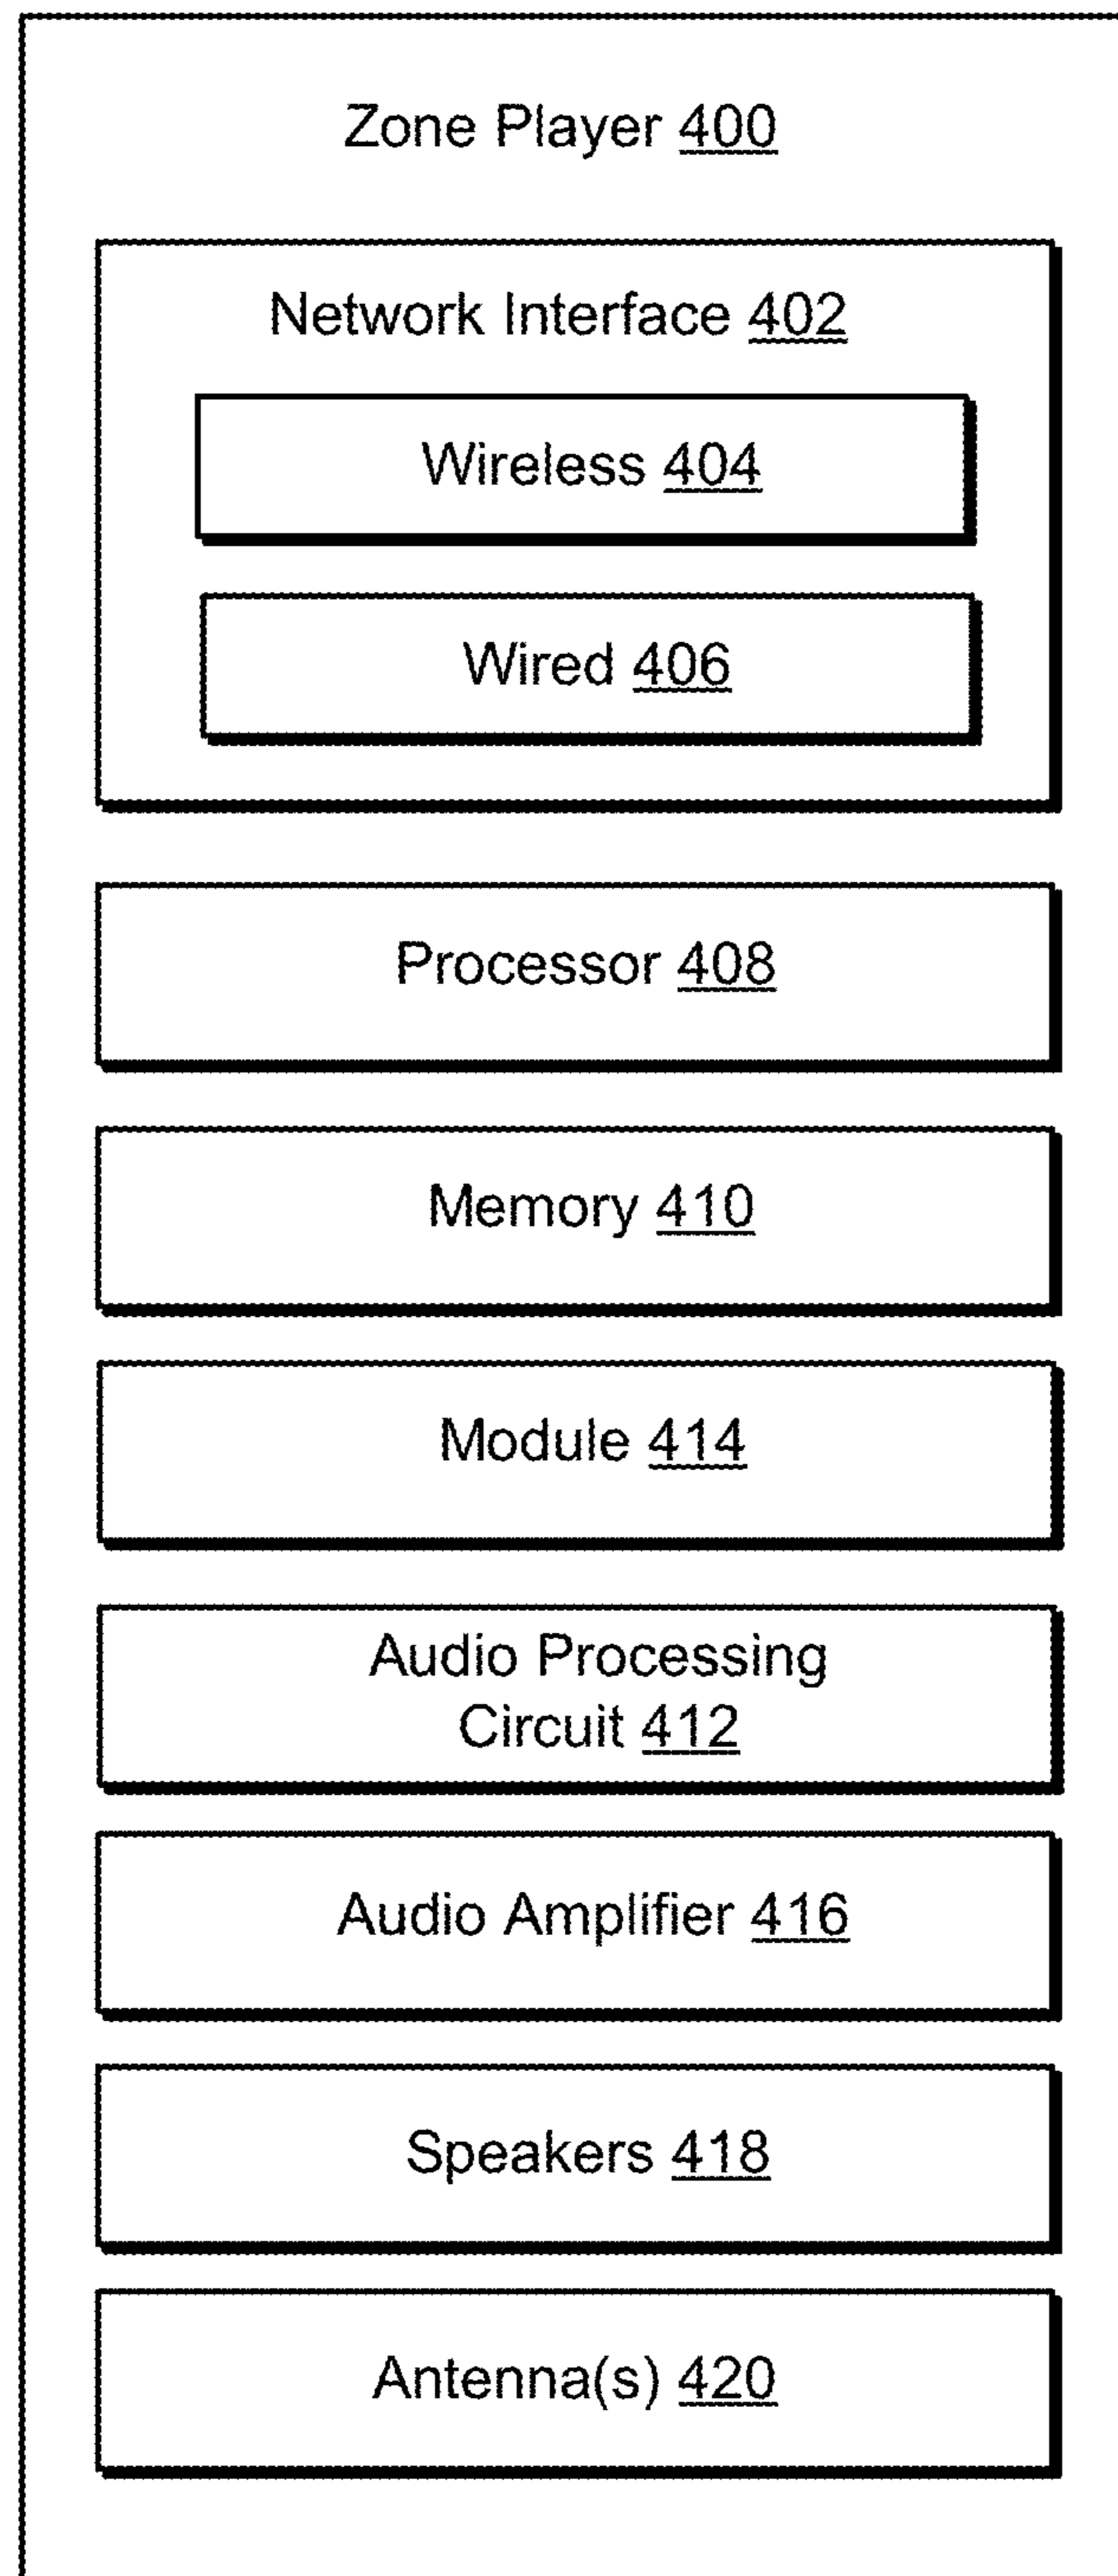 Zone Player 400
Network Interface 402
Wireless 404
Wired 406
Processor 408
Memory 410
Module 414
Audio Processing
Circuit 412
Audio Amplifier 416
Speakers 418
Antenna(s) 420